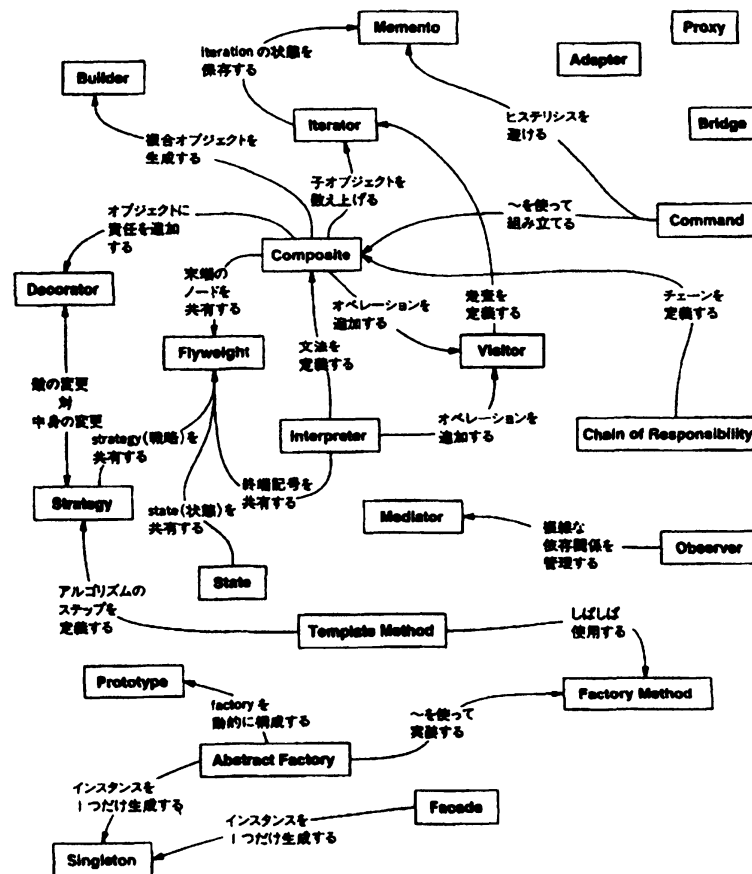 Memento
Proxy
Adapter
Iteration の状態を
保存する
Builder
Iterator
ヒステリシスを
避ける
Bridge
複合オブジェクトを
生成する
子オブジェクトを
数え上げる
オブジェクトに
責任を追加
する
～を使って
組み立てる
Command
Composite
Decorator
末端の
ノードを
共有する
オペレーションを
追加する
走査を
定義する
チェーンを
定義する
Flyweight
文法を
定義する
Visitor
殻の変更
対
中身の変更
strategy(戦略)を
共有する
Interpreter
オペレーションを
追加する
Chain of Responsibility
終端記号を
共有する
Strategy
state(状態)を
共有する
Mediator
複雑な
依存関係を
管理する
Observer
State
アルゴリズムの
ステップを
定義する
Template Method
しばしば
使用する
Prototype
factory を
動的に構成する
～を使って
実装する
Factory Method
Abstract Factory
インスタンスを
1つだけ生成する
インスタンスを
1つだけ生成する
Facade
Singleton